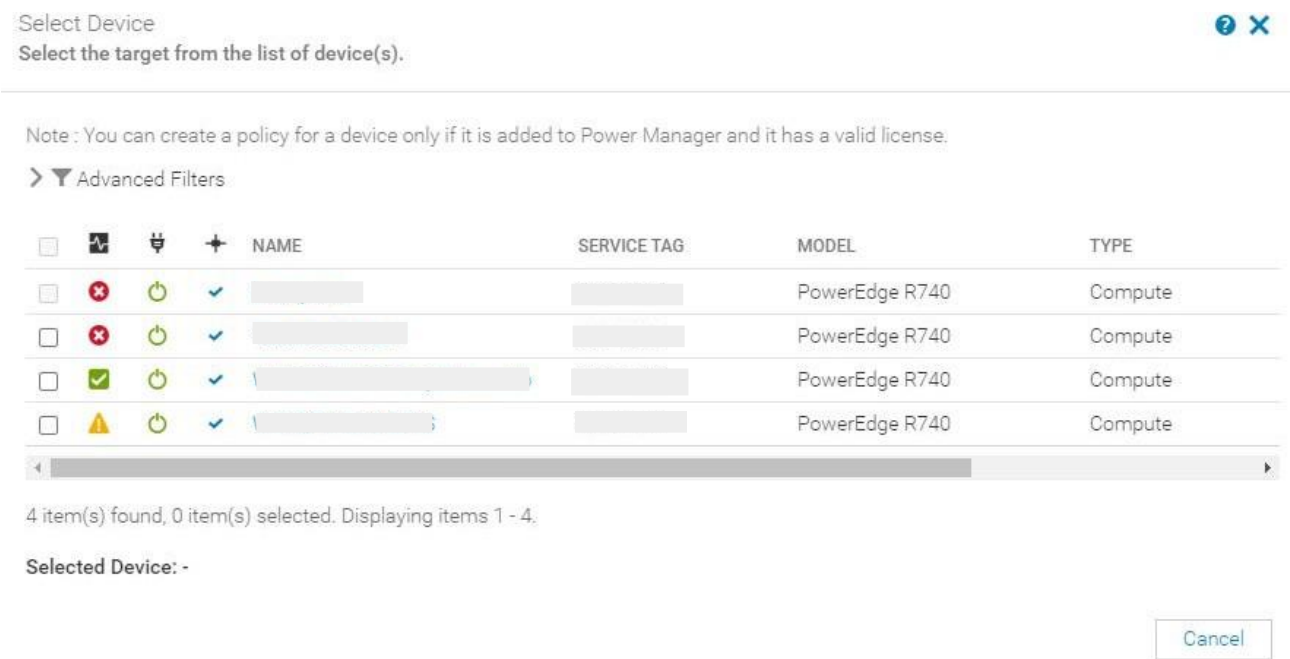 Select Device
Select the target from the list of device(s).
Note : You can create a policy for a device only if it is added to Power Manager and it has a valid license.
Advanced Filters
NAME SERVICE TAG MODEL TYPE
PowerEdge R740 Compute
PowerEdge R740 Compute
PowerEdge R740 Compute
PowerEdge R740 Compute
4 item(s) found, 0 item(s) selected. Displaying items 1 - 4.
Selected Device: -
Cancel